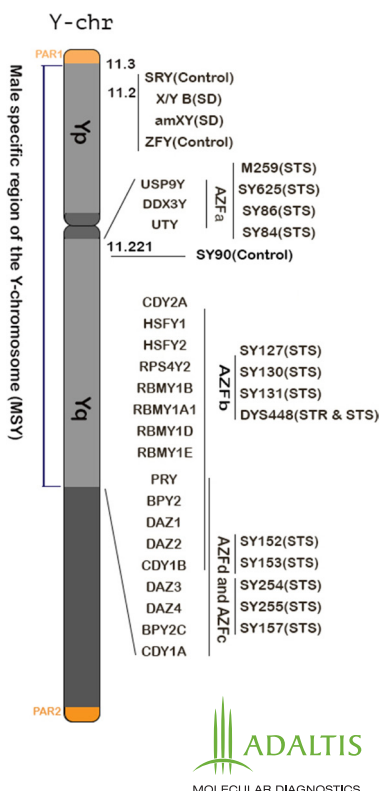 Y-chr
PAR1
11.3
11.2
SRY(Control)
X/Y B(SD)
amXY(SD)
ZFY(Control)
Male specific region of the Y-chromosome (MSY)
Yp
USP9Y
DDX3Y
UTY
AZFa
M259(STS)
SY625(STS)
SY86(STS)
SY84(STS)
11.221
SY90(Control)
Yq
CDY2A
HSFY1
HSFY2
RPS4Y2
RBMY1B
RBMY1A1
RBMY1D
RBMY1E
PRY
BPY2
DAZ1
DAZ2
CDY1B
DAZ3
DAZ4
BPY2C
CDY1A
AZFb
SY127(STS)
SY130(STS)
SY131(STS)
DYS448(STR & STS)
AZFd and AZFc
SY152(STS)
SY153(STS)
SY254(STS)
SY255(STS)
SY157(STS)
PAR2
ADALTIS
MOLECULAR DIAGNOSTICS